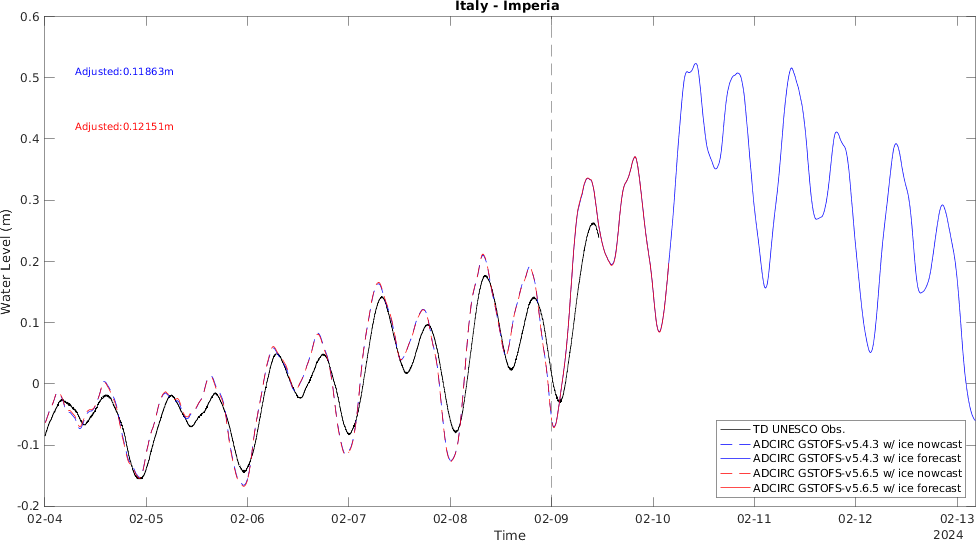 Italy - Imperia
0.6
0.5
0.4
0.3
0.2
0.1
0
-0.1
-0.2
Water Level (m)
Adjusted:0.11863m
Adjusted:0.12151m
TD UNESCO Obs.
ADCIRC GSTOFS-v5.4.3 w/ ice nowcast
ADCIRC GSTOFS-v5.4.3 w/ ice forecast
ADCIRC GSTOFS-v5.6.5 w/ ice nowcast
ADCIRC GSTOFS-v5.6.5 w/ ice forecast
02-04 02-05 02-06 02-07 02-08 02-09 02-10 02-11 02-12 02-13
Time 2024